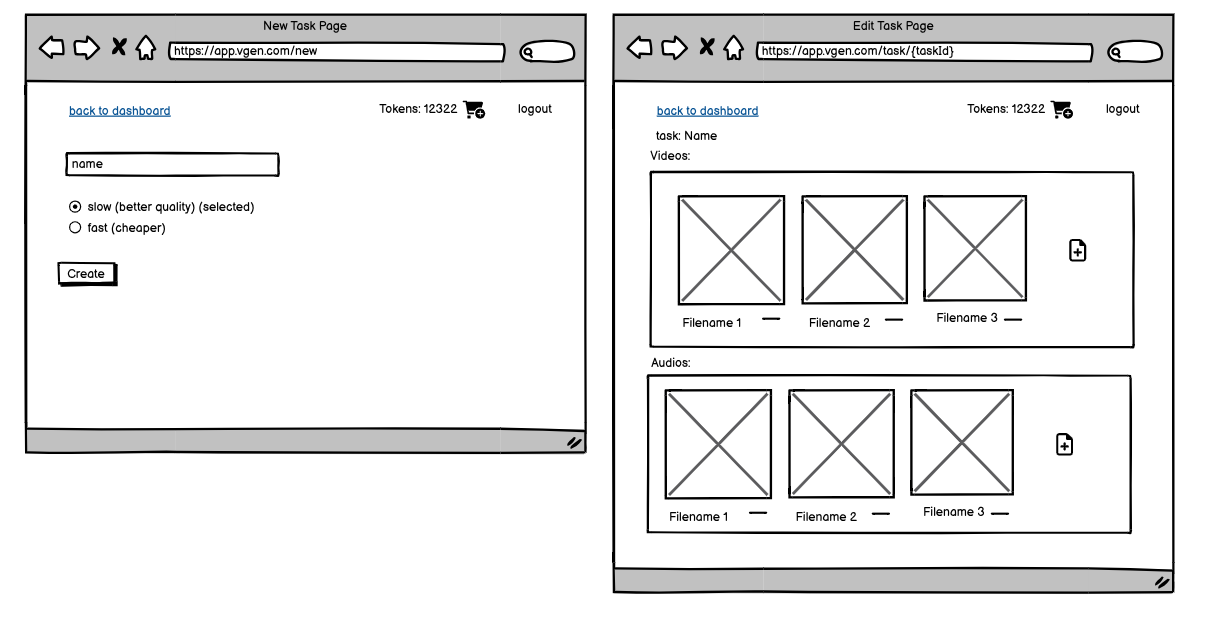 New Task Page
https://app.vgen.com/new
back to dashboard
Tokens: 12322
logout
name
slow (better quality) (selected)
fast (cheaper)
Create
Edit Task Page
https://app.vgen.com/task/{taskId}
back to dashboard
Tokens: 12322
logout
task: Name
Videos:
Filename 1
Filename 2
Filename 3
Audios:
Filename 1
Filename 2
Filename 3